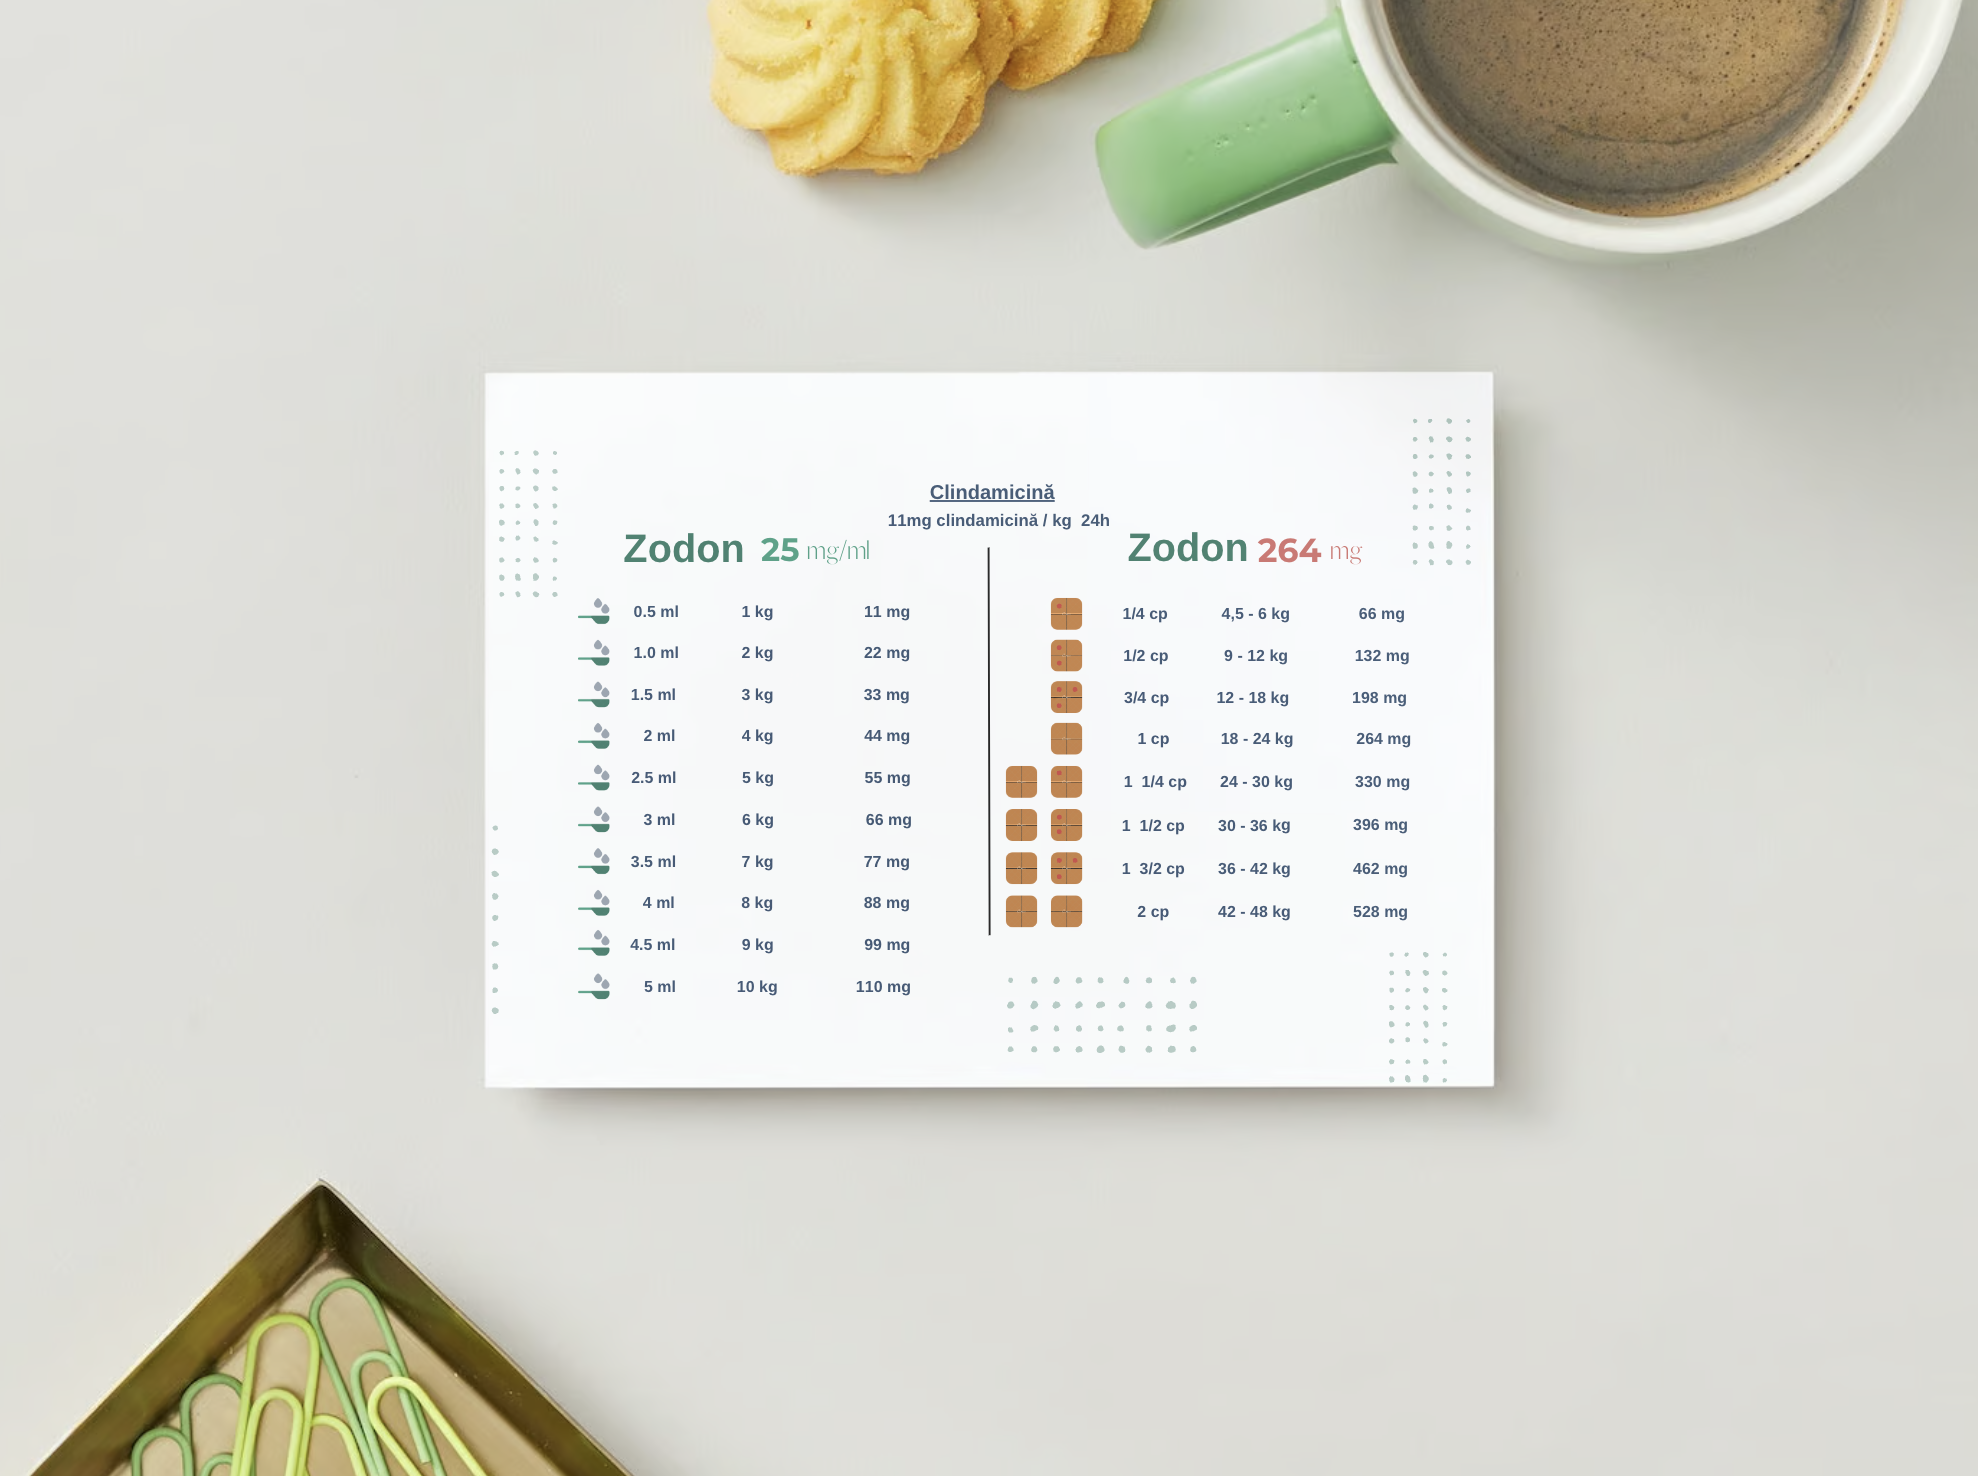 Clindamicină
11mg clindamicină / kg  24h
Zodon 25 mg/ml
0.5 ml 1 kg 11 mg
1.0 ml 2 kg 22 mg
1.5 ml 3 kg 33 mg
2 ml 4 kg 44 mg
2.5 ml 5 kg 55 mg
3 ml 6 kg 66 mg
3.5 ml 7 kg 77 mg
4 ml 8 kg 88 mg
4.5 ml 9 kg 99 mg
5 ml 10 kg 110 mg
Zodon 264 mg
1/4 cp 4,5 - 6 kg 66 mg
1/2 cp 9 - 12 kg 132 mg
3/4 cp 12 - 18 kg 198 mg
1 cp 18 - 24 kg 264 mg
1  1/4 cp 24 - 30 kg 330 mg
1  1/2 cp 30 - 36 kg 396 mg
1  3/2 cp 36 - 42 kg 462 mg
2 cp 42 - 48 kg 528 mg